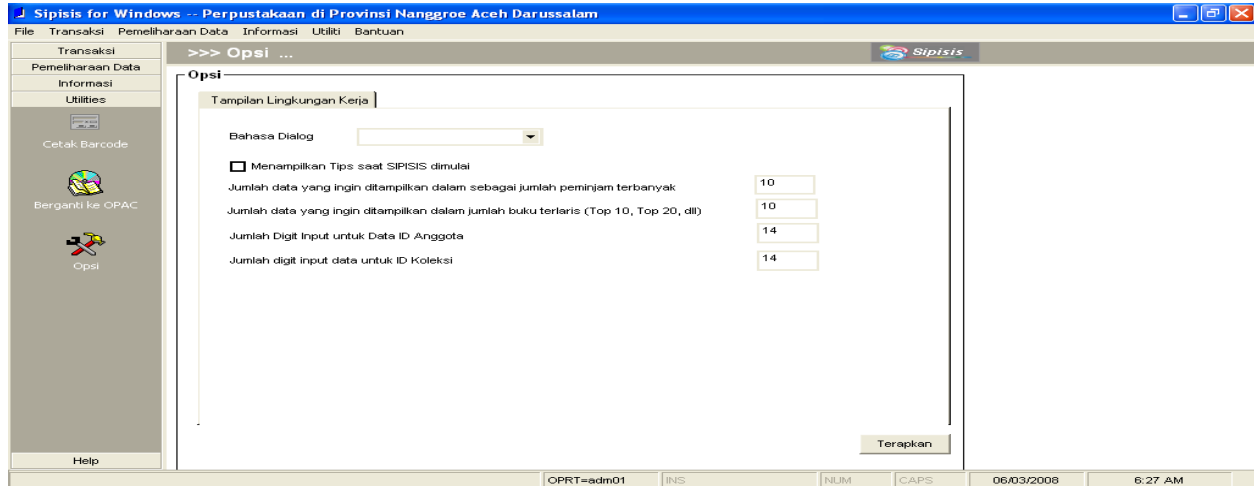 Sipisis for Windows -- Perpustakaan di Provinsi Nanggroe Aceh Darussalam
File Transaksi Pemeliharaan Data Informasi Utiliti Bantuan
Transaksi
Pemeliharaan Data
Informasi
Utilities
Cetak Barcode
Berganti ke OPAC
Opsi
Help
>>> Opsi ...
Sipisis
Opsi
Tampilan Lingkungan Kerja
Bahasa Dialog
Menampilkan Tips saat SIPISIS dimulai
Jumlah data yang ingin ditampilkan dalam sebagai jumlah peminjam terbanyak 10
Jumlah data yang ingin ditampilkan dalam jumlah buku terlaris (Top 10, Top 20, dll) 10
Jumlah Digit Input untuk Data ID Anggota 14
Jumlah digit input data untuk ID Koleksi 14
Terapkan
OPRT=adm01 INS NUM CAPS 06/03/2008 6:27 AM